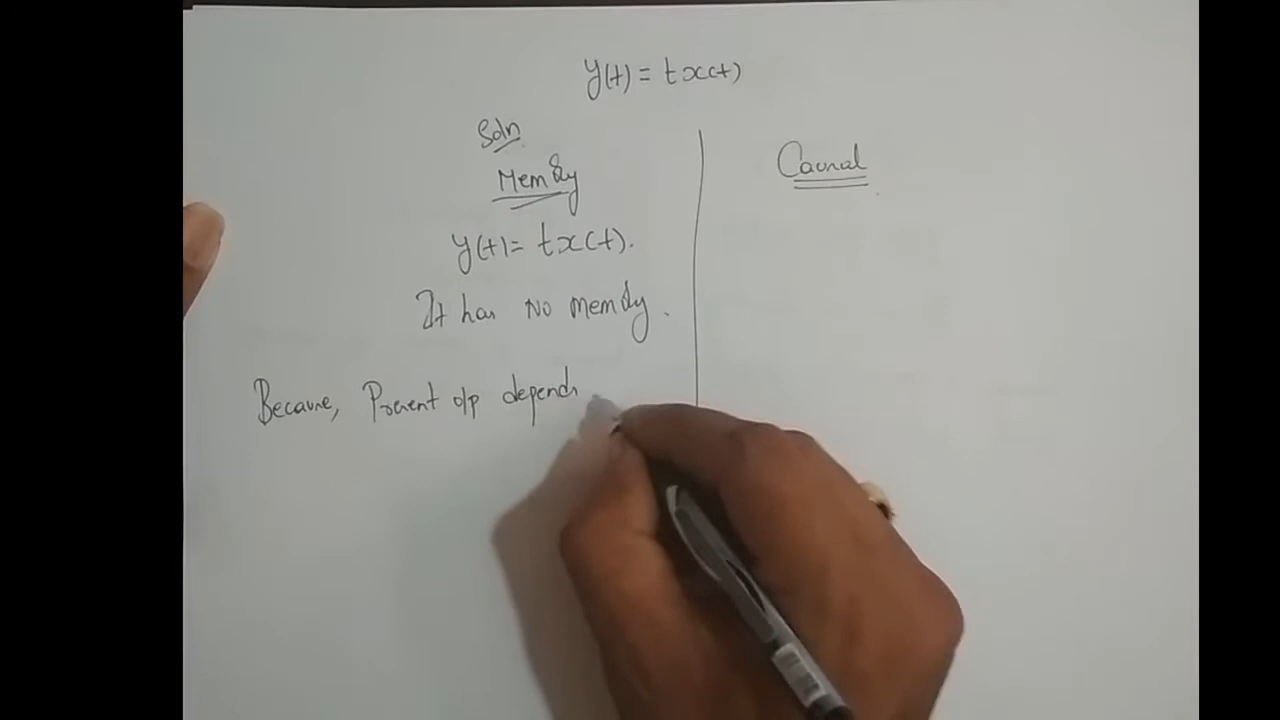 y(t) = tx(t)
Soln
Memory
y(t) = tx(t).
It has No memory.
Because, Present o/p depends
Causal